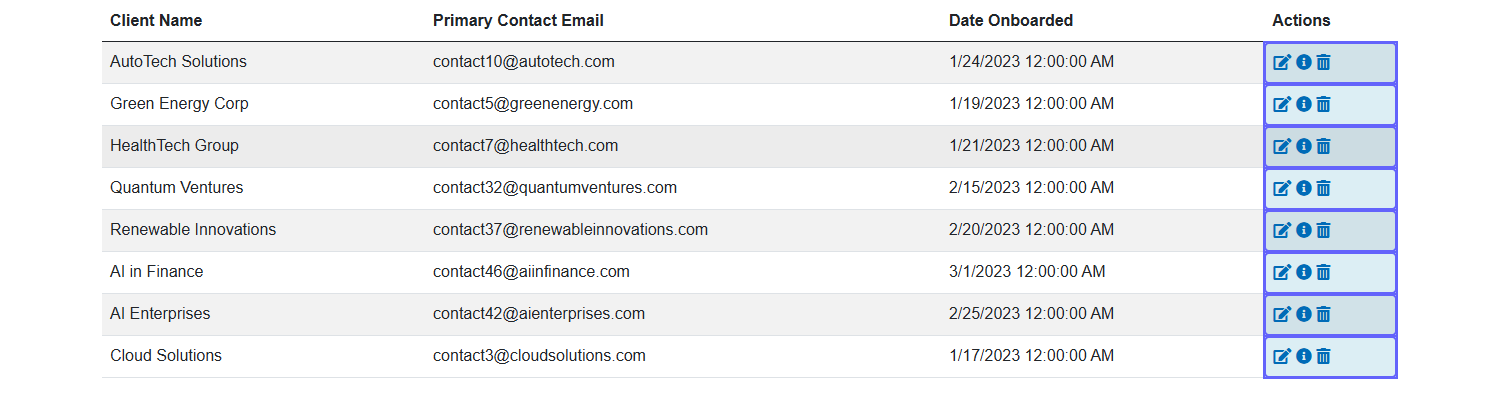 Client Name Primary Contact Email Date Onboarded Actions
AutoTech Solutions contact10@autotech.com 1/24/2023 12:00:00 AM
Green Energy Corp contact5@greenenergy.com 1/19/2023 12:00:00 AM
HealthTech Group contact7@healthtech.com 1/21/2023 12:00:00 AM
Quantum Ventures contact32@quantumventures.com 2/15/2023 12:00:00 AM
Renewable Innovations contact37@renewableinnovations.com 2/20/2023 12:00:00 AM
AI in Finance contact46@aiinfinance.com 3/1/2023 12:00:00 AM
AI Enterprises contact42@aienterprises.com 2/25/2023 12:00:00 AM
Cloud Solutions contact3@cloudsolutions.com 1/17/2023 12:00:00 AM